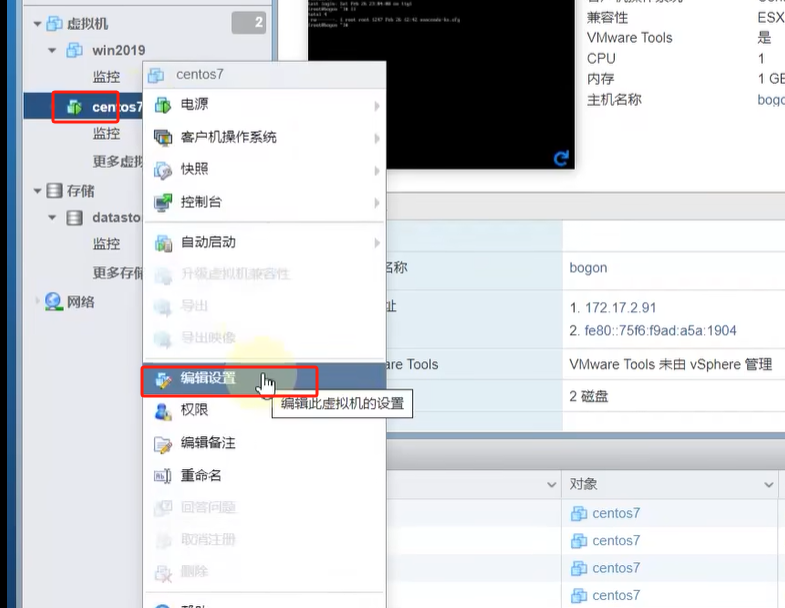 虚拟机
2
win2019
监控
centos7
监控
更多虚拟
存储
datasto
监控
更多存储
网络
centos7
电源
客户机操作系统
快照
控制台
自动启动
升级虚拟机兼容性
导出
导出映像
编辑设置
编辑此虚拟机的设置
权限
编辑备注
重命名
回答问题
取消注册
删除
兼容性
ESX
VMware Tools
是
CPU
1
内存
1 GB
主机名称
bogo
名称
bogon
址
1. 172.17.2.91
2. fe80::75f6:f9ad:a5a:1904
are Tools
VMware Tools 未由 vSphere 管理
2 磁盘
对象
centos7
centos7
centos7
centos7